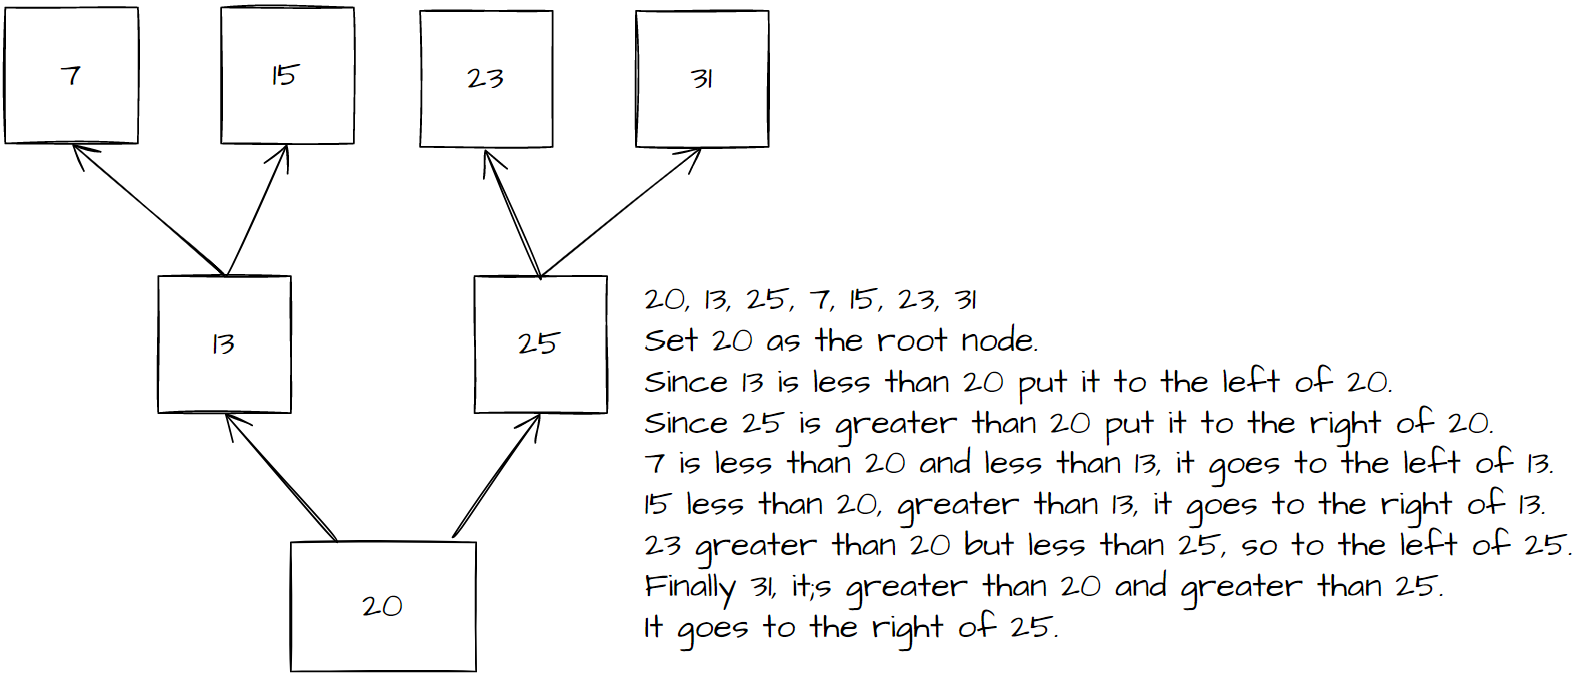 7
15
23
31
13
25
20, 13, 25, 7, 15, 23, 31
Set 20 as the root node.
Since 13 is less than 20 put it to the left of 20.
Since 25 is greater than 20 put it to the right of 20.
7 is less than 20 and less than 13, it goes to the left of 13.
15 less than 20, greater than 13, it goes to the right of 13.
23 greater than 20 but less than 25, so to the left of 25.
Finally 31, it;s greater than 20 and greater than 25.
It goes to the right of 25.
20